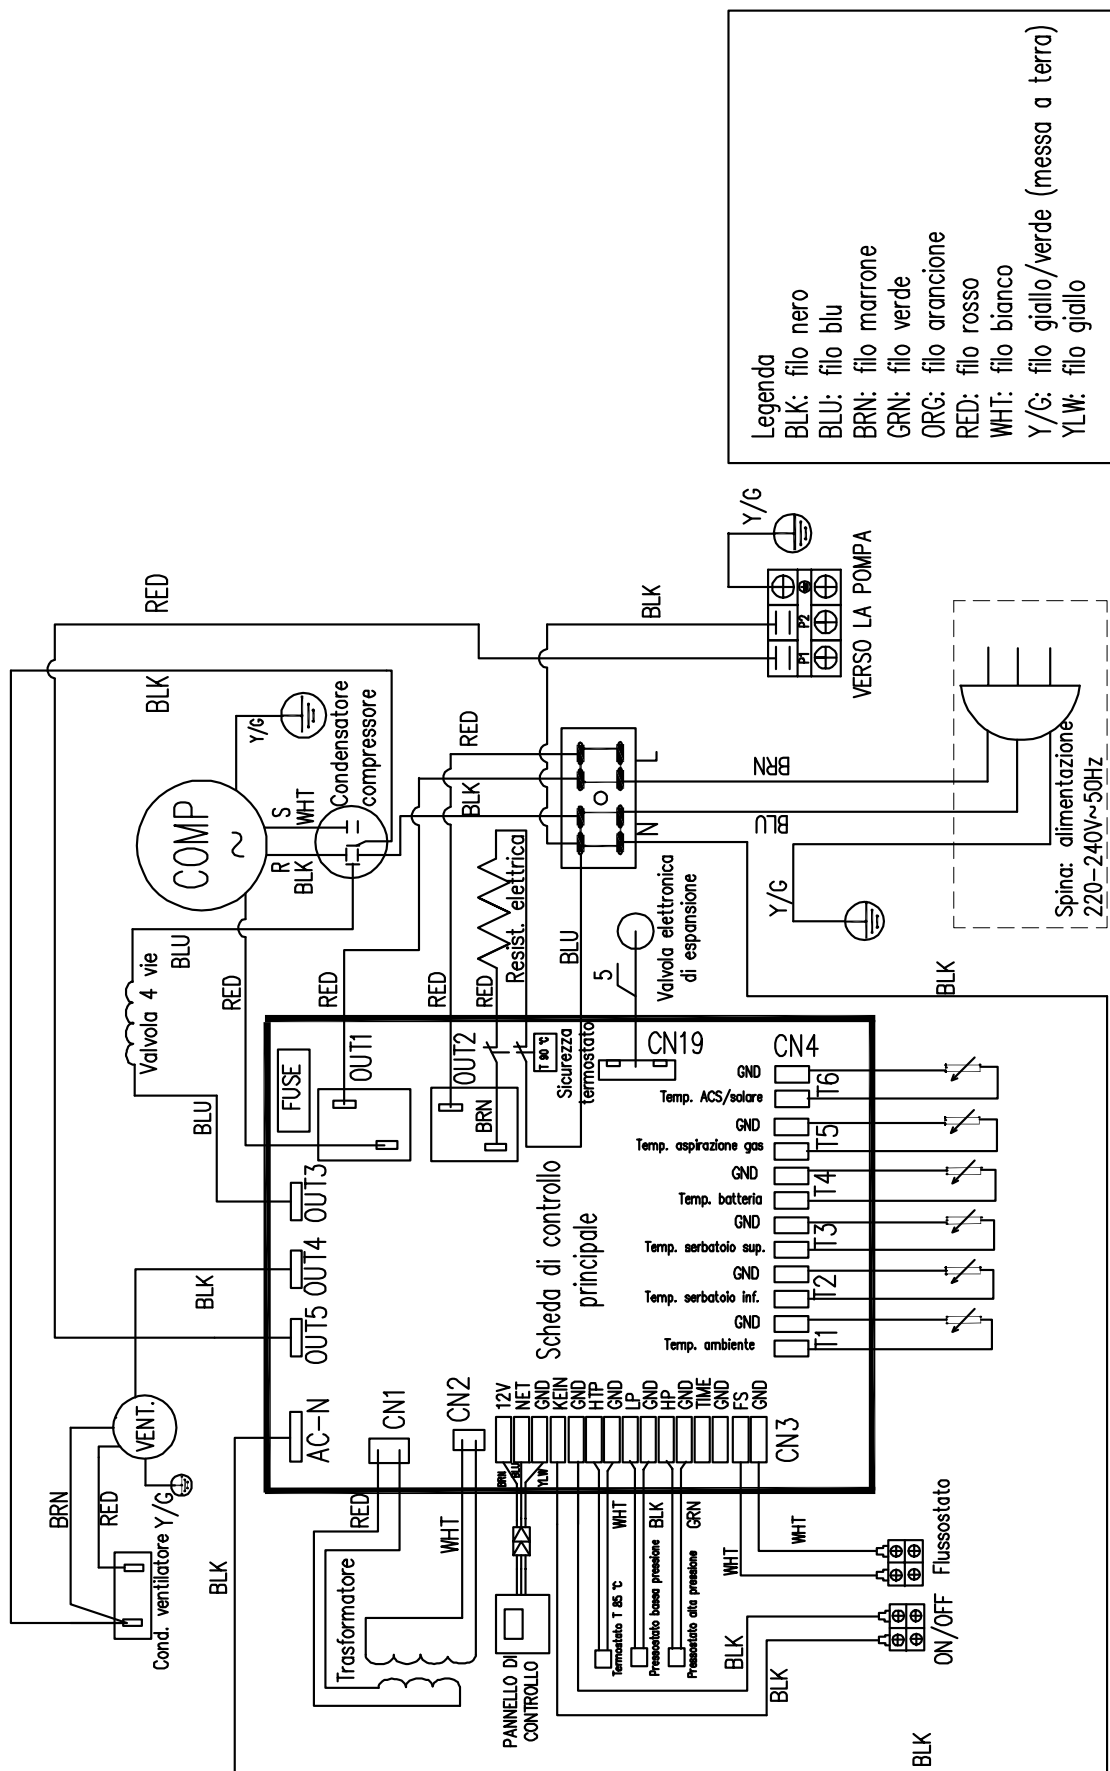 Legenda
BLK: filo nero
BLU: filo blu
BRN: filo marrone
GRN: filo verde
ORG: filo arancione
RED: filo rosso
WHT: filo bianco
Y/G: filo giallo/verde (messa a terra)
YLW: filo giallo
BRN
RED
Cond. ventilatore
Y/G
VENT.
BLK
BLU
Valvola 4 vie
BLU
RED
COMP
~
R
BLK
S
WHT
Y/G
BLK
RED
Condensatore
compressore
BLK
AC-N
OUT5
OUT4
OUT3
FUSE
OUT1
RED
OUT2
RED
BRN
RED
T 90 °C
Sicurezza
termostato
Resist. elettrica
BLK
RED
BLU
N
L
BLK
CN19
5
Valvola elettronica
di espansione
Y/G
P1
P2
VERSO LA POMPA
BLU
BRN
Y/G
Spina: alimentazione
220-240V~50Hz
BLK
Trasformatore
RED
CN1
WHT
CN2
Scheda di controllo
principale
PANNELLO DI
CONTROLLO
BRN
BLU
YLW
12V
NET
GND
KEIN
GND
HTP
GND
LP
GND
HP
GND
TIME
GND
FS
GND
CN3
Termostato T 85 °C
WHT
Pressostato bassa pressione
BLK
Pressostato alta pressione
GRN
WHT
WHT
BLK
BLK
ON/OFF
Flussostato
BLK
Temp. ambiente
GND
T1
Temp. serbatoio inf.
GND
T2
Temp. serbatoio sup.
GND
T3
Temp. batteria
GND
T4
Temp. aspirazione gas
GND
T5
Temp. ACS/solare
GND
T6
CN4